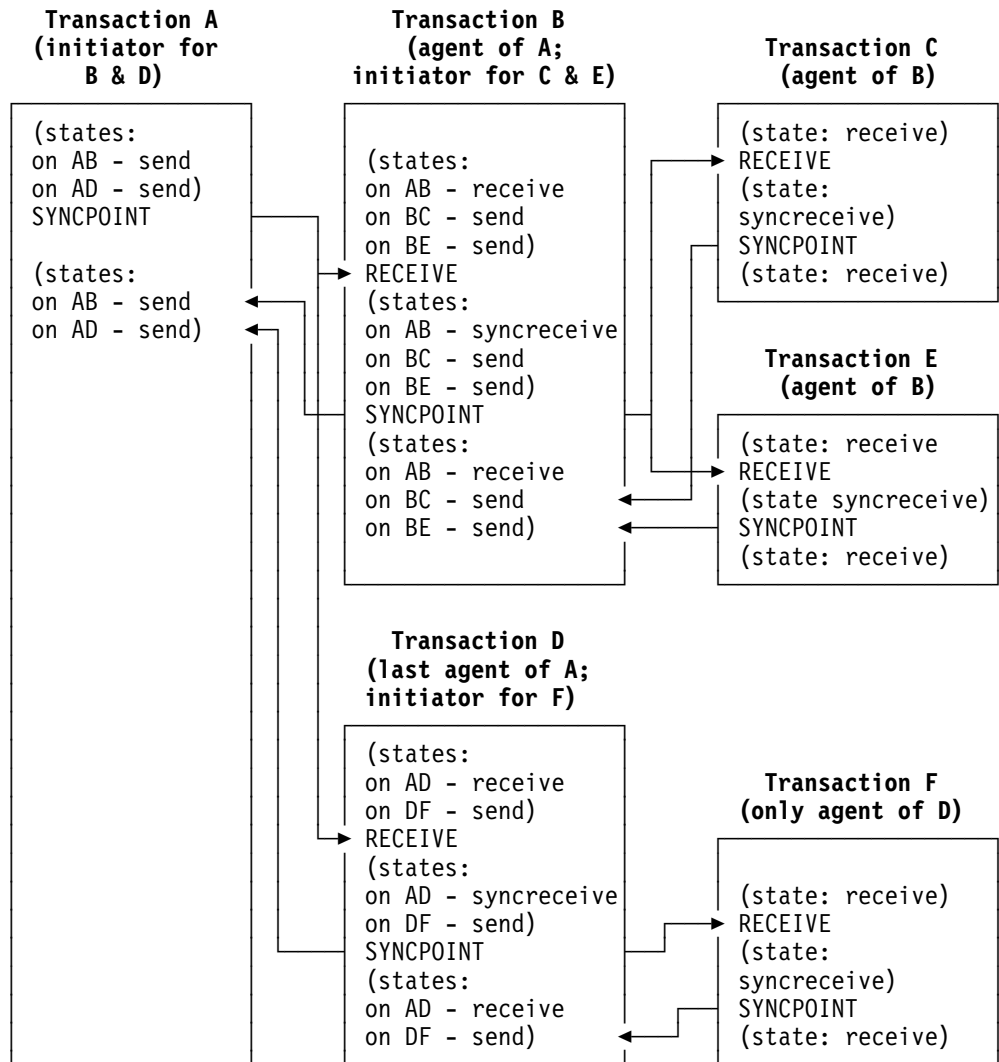 Transaction A
(initiator for
B & D)
(states:
on AB - send
on AD - send)
SYNCPOINT
(states:
on AB - send
on AD - send)
Transaction B
(agent of A;
initiator for C & E)
(states:
on AB - receive
on BC - send
on BE - send)
RECEIVE
(states:
on AB - syncreceive
on BC - send
on BE - send)
SYNCPOINT
(states:
on AB - receive
on BC - send
on BE - send)
Transaction C
(agent of B)
(state: receive)
RECEIVE
(state:
syncreceive)
SYNCPOINT
(state: receive)
Transaction E
(agent of B)
(state: receive
RECEIVE
(state syncreceive)
SYNCPOINT
(state: receive)
Transaction D
(last agent of A;
initiator for F)
(states:
on AD - receive
on DF - send)
RECEIVE
(states:
on AD - syncreceive
on DF - send)
SYNCPOINT
(states:
on AD - receive
on DF - send)
Transaction F
(only agent of D)
(state: receive)
RECEIVE
(state:
syncreceive)
SYNCPOINT
(state: receive)